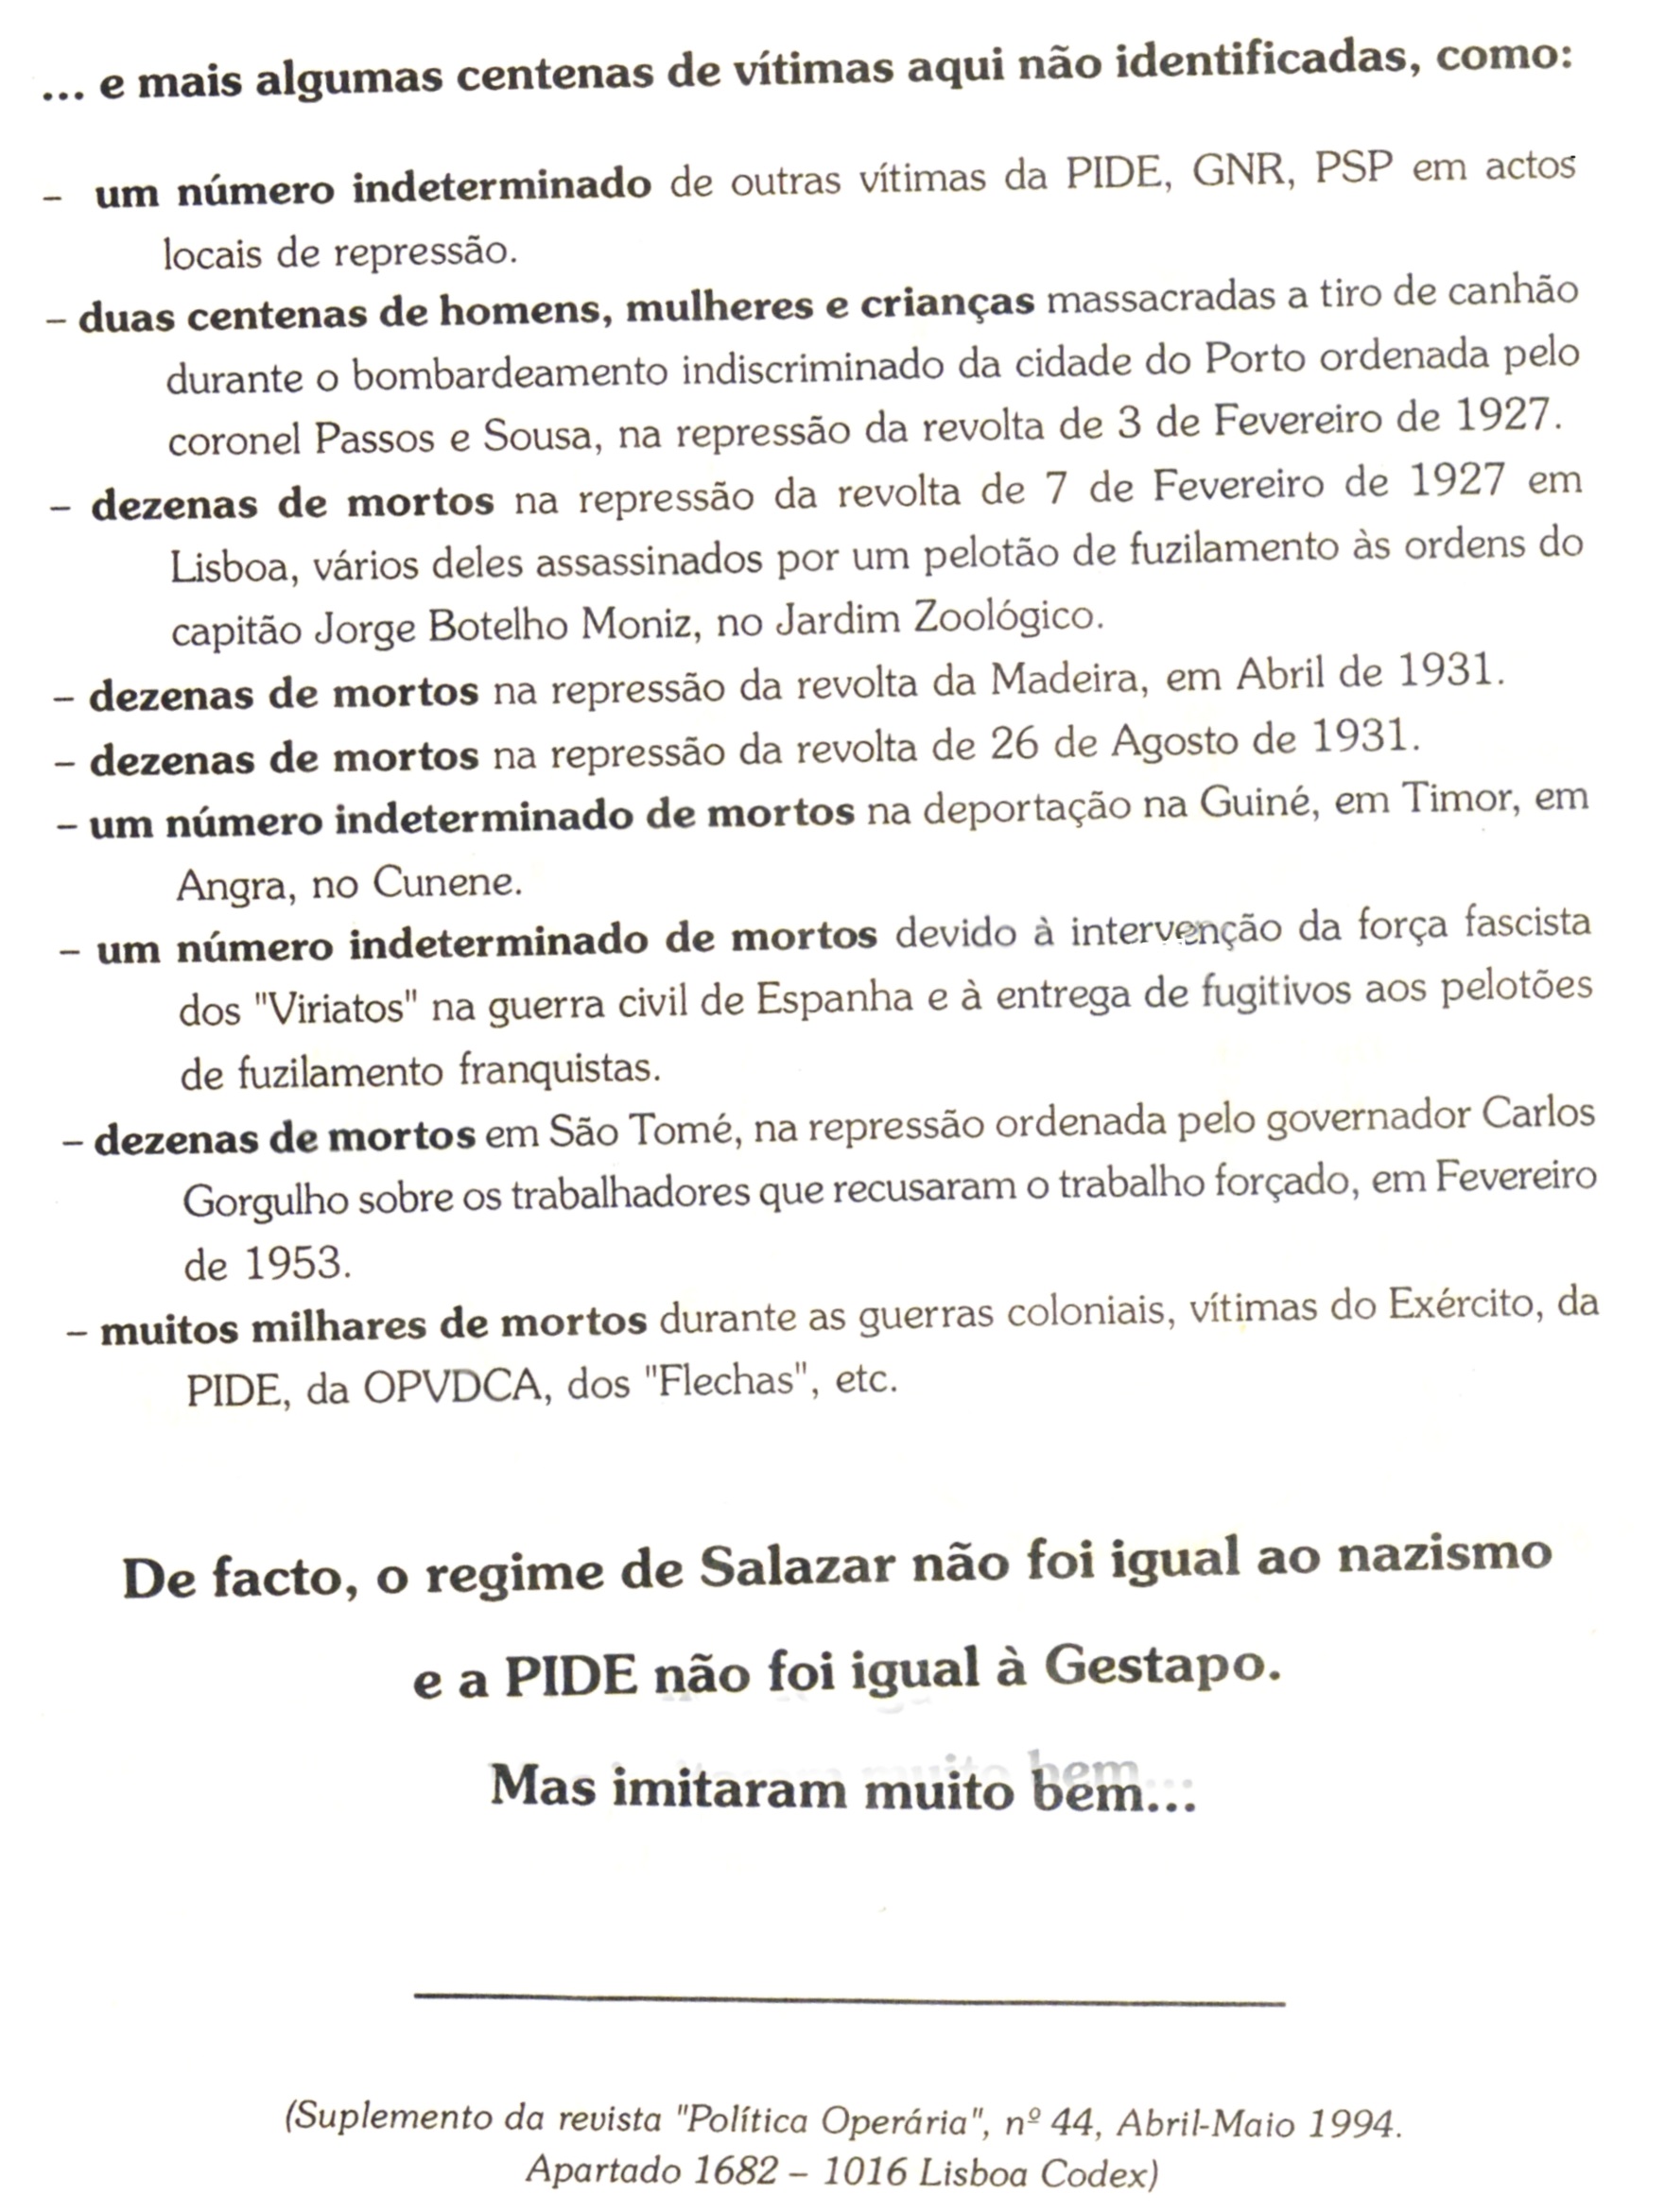 ... e mais algumas centenas de vítimas aqui não identificadas, como:
– um número indeterminado de outras vítimas da PIDE, GNR, PSP em actos
locais de repressão.
– duas centenas de homens, mulheres e crianças massacradas a tiro de canhão
durante o bombardeamento indiscriminado da cidade do Porto ordenada pelo
coronel Passos e Sousa, na repressão da revolta de 3 de Fevereiro de 1927.
– dezenas de mortos na repressão da revolta de 7 de Fevereiro de 1927 em
Lisboa, vários deles assassinados por um pelotão de fuzilamento às ordens do
capitão Jorge Botelho Moniz, no Jardim Zoológico.
– dezenas de mortos na repressão da revolta da Madeira, em Abril de 1931.
– dezenas de mortos na repressão da revolta de 26 de Agosto de 1931.
– um número indeterminado de mortos na deportação na Guiné, em Timor, em
Angra, no Cunene.
– um número indeterminado de mortos devido à intervenção da força fascista
dos "Viriatos" na guerra civil de Espanha e à entrega de fugitivos aos pelotões
de fuzilamento franquistas.
– dezenas de mortos em São Tomé, na repressão ordenada pelo governador Carlos
Gorgulho sobre os trabalhadores que recusaram o trabalho forçado, em Fevereiro
de 1953.
– muitos milhares de mortos durante as guerras coloniais, vítimas do Exército, da
PIDE, da OPVDCA, dos "Flechas", etc.
De facto, o regime de Salazar não foi igual ao nazismo
e a PIDE não foi igual à Gestapo.
Mas imitaram muito bem...
(Suplemento da revista "Política Operária", nº 44, Abril-Maio 1994.
Apartado 1682 – 1016 Lisboa Codex)